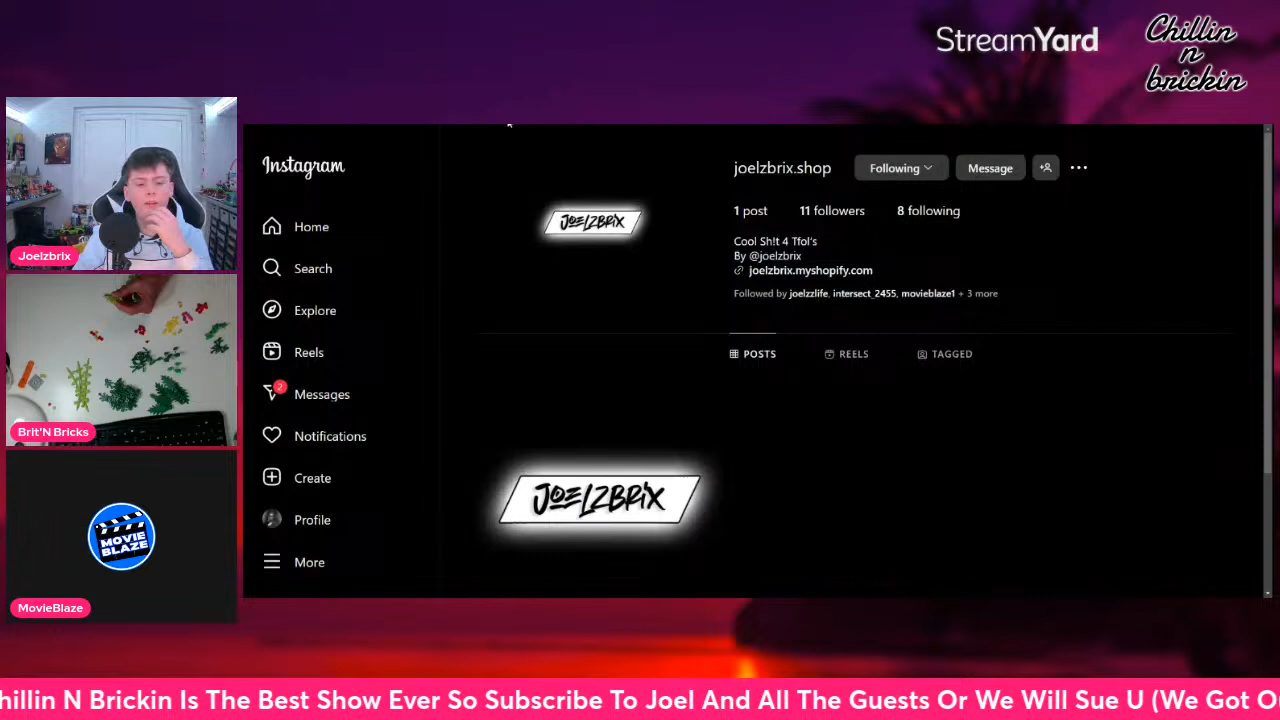 StreamYard
Chillin
n
brickin
Joelzbrix
Brit'N Bricks
MOVIE
BLAZE
MovieBlaze
Instagram
Home
Search
Explore
Reels
2
Messages
Notifications
Create
Profile
More
JOELZBRIX
joelzbrix.shop
Following
Message
1 post 11 followers 8 following
Cool Sh!t 4 Tfol's
By @joelzbrix
joelzbrix.myshopify.com
Followed by joelzzlife, intersect_2455, movieblaze1 + 3 more
POSTS REELS TAGGED
JOELZBRIX
hillin N Brickin Is The Best Show Ever So Subscribe To Joel And All The Guests Or We Will Sue U (We Got O